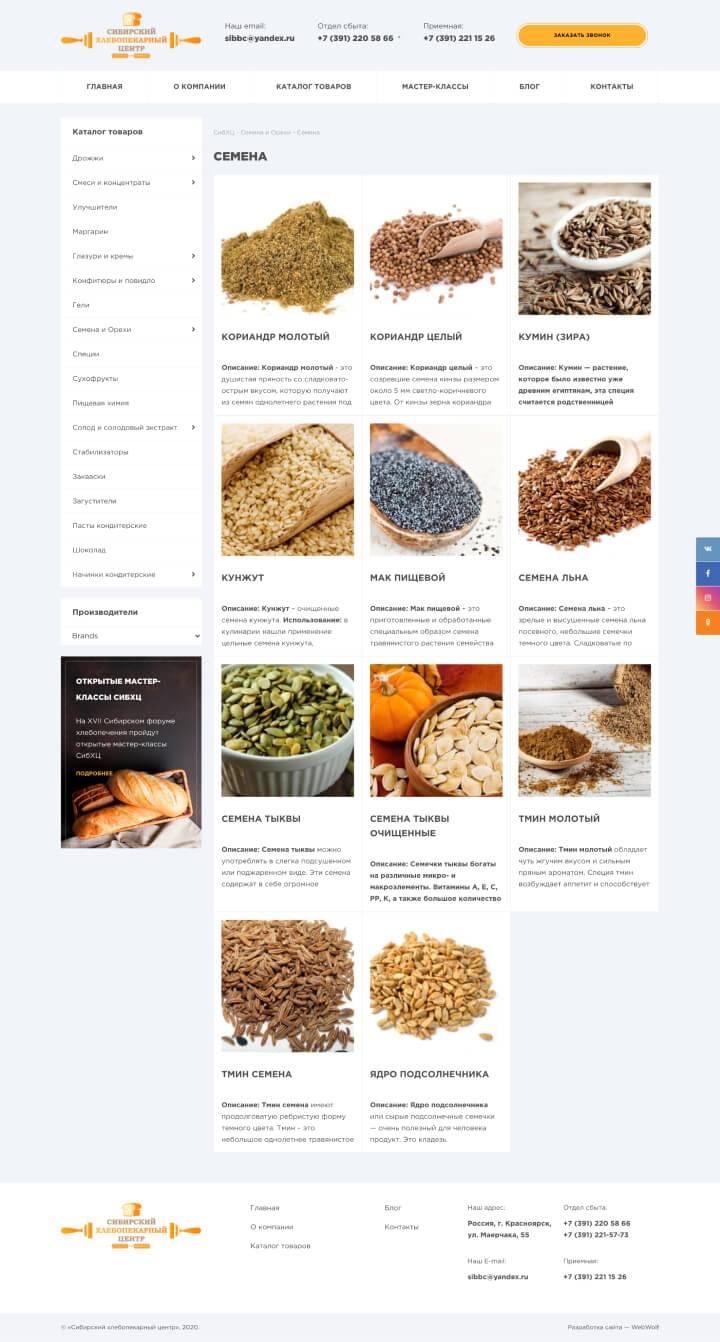 СИБИРСКИЙ
ХЛЕБОПЕКАРНЫЙ
ЦЕНТР
Наш email:
sibbc@yandex.ru
Отдел сбыта:
+7 (391) 220 58 66
Приемная:
+7 (391) 221 15 26
ЗАКАЗАТЬ ЗВОНОК
ГЛАВНАЯ
О КОМПАНИИ
КАТАЛОГ ТОВАРОВ
МАСТЕР-КЛАССЫ
БЛОГ
КОНТАКТЫ
Каталог товаров
Дрожжи
Смеси и концентраты
Улучшители
Маргарин
Глазури и кремы
Конфитюры и повидло
Гели
Семена и Орехи
Специи
Сухофрукты
Пищевая химия
Солод и солодовый экстракт
Стабилизаторы
Закваски
Загустители
Пасты кондитерские
Шоколад
Начинки кондитерские
Производители
Brands
ОТКРЫТЫЕ МАСТЕР-
КЛАССЫ СИБХЦ
На XVII Сибирском форуме
хлебопечения пройдут
открытые мастер-классы
СибХЦ
ПОДРОБНЕЕ
СибХЦ - Семена и Орехи - Семена
СЕМЕНА
КОРИАНДР МОЛОТЫЙ
Описание: Кориандр молотый - это
душистая пряность со сладковато-
острым вкусом, которую получают
из семян однолетнего растения под
КОРИАНДР ЦЕЛЫЙ
Описание: Кориандр целый – это
созревшие семена кинзы размером
около 5 мм светло-коричневого
цвета. От кинзы зерна кориандра
КУМИН (ЗИРА)
Описание: Кумин — растение,
которое было известно уже
древним египтянам, эта специя
считается родственницей
КУНЖУТ
Описание: Кунжут – очищенные
семена кунжута. Использование: в
кулинарии нашли применение
цельные семена кунжута,
МАК ПИЩЕВОЙ
Описание: Мак пищевой – это
приготовленные и обработанные
специальным образом семена
травянистого растения семейства
СЕМЕНА ЛЬНА
Описание: Семена льна – это
зрелые и высушенные семена льна
посевного, небольшие семечки
темного цвета. Сладковатые по
СЕМЕНА ТЫКВЫ
Описание: Семена тыквы можно
употреблять в слегка подсушенном
или поджаренном виде. Эти семена
содержат в себе огромное
СЕМЕНА ТЫКВЫ
ОЧИЩЕННЫЕ
Описание: Семечки тыквы богаты
на различные микро- и
макроэлементы. Витамины A, E, C,
PP, K, а также большое количество
ТМИН МОЛОТЫЙ
Описание: Тмин молотый обладает
чуть жгучим вкусом и сильным
пряным ароматом. Специя тмин
возбуждает аппетит и способствует
ТМИН СЕМЕНА
Описание: Тмин семена имеют
продолговатую ребристую форму
темного цвета. Тмин - это
небольшое однолетнее травянистое
ЯДРО ПОДСОЛНЕЧНИКА
Описание: Ядро подсолнечника
или сырые подсолнечные семечки
— очень полезный для человека
продукт. Это кладезь
СИБИРСКИЙ
ХЛЕБОПЕКАРНЫЙ
ЦЕНТР
Главная
О компании
Каталог товаров
Блог
Контакты
Наш адрес:
Россия, г. Красноярск,
ул. Маерчака, 55
Наш E-mail:
sibbc@yandex.ru
Отдел сбыта:
+7 (391) 220 58 66
+7 (391) 221-57-73
Приемная:
+7 (391) 221 15 26
© «Сибирский хлебопекарный центр», 2020.
Разработка сайта — WebWolf